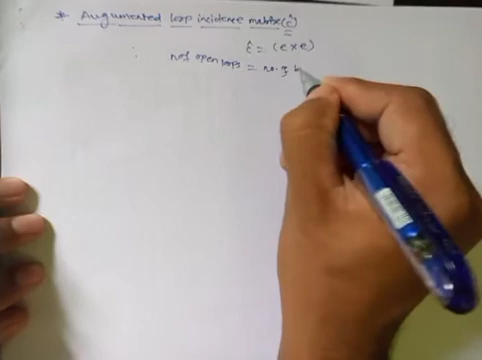 * Augmented loop incidence matrix (Ĉ)
Ĉ = (e×e)
no of open loops = no. of b